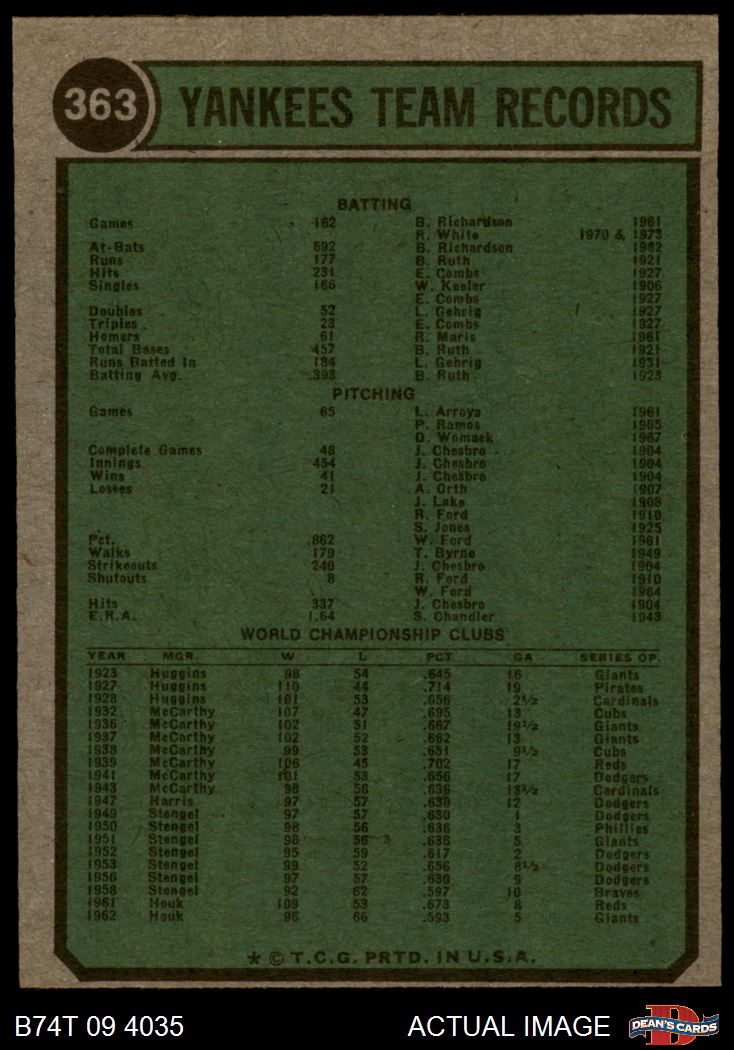 363 YANKEES TEAM RECORDS
BATTING
Games 162 B. Richardson 1961
R. White 1970 & 1973
At-Bats 692 B. Richardson 1962
Runs 177 B. Ruth 1921
Hits 231 E. Combs 1927
Singles 166 W. Keeler 1906
E. Combs 1927
Doubles 52 L. Gehrig 1927
Triples 23 E. Combs 1927
Homers 61 R. Maris 1961
Total Bases 457 B. Ruth 1921
Runs Batted In 184 L. Gehrig 1931
Batting Avg. .393 B. Ruth 1923
PITCHING
Games 65 L. Arroyo 1961
P. Ramos 1965
D. Womack 1967
Complete Games 48 J. Chesbro 1904
Innings 454 J. Chesbro 1904
Wins 41 J. Chesbro 1904
Losses 21 A. Orth 1907
J. Lake 1908
R. Ford 1910
S. Jones 1925
Pct. .862 W. Ford 1961
Walks 179 T. Byrne 1949
Strikeouts 240 J. Chesbro 1904
Shutouts 8 R. Ford 1910
W. Ford 1964
Hits 337 J. Chesbro 1904
E.R.A. 1.64 S. Chandler 1943
WORLD CHAMPIONSHIP CLUBS
YEAR MGR. W L PCT. GA SERIES OP.
1923 Huggins 98 54 .645 16 Giants
1927 Huggins 110 44 .714 19 Pirates
1928 Huggins 101 53 .656 2½ Cardinals
1932 McCarthy 107 47 .695 13 Cubs
1936 McCarthy 102 51 .667 19½ Giants
1937 McCarthy 102 52 .662 13 Giants
1938 McCarthy 99 53 .651 9½ Cubs
1939 McCarthy 106 45 .702 17 Reds
1941 McCarthy 101 53 .656 17 Dodgers
1943 McCarthy 98 56 .636 13½ Cardinals
1947 Harris 97 57 .630 12 Dodgers
1949 Stengel 97 57 .630 1 Dodgers
1950 Stengel 98 56 .636 3 Phillies
1951 Stengel 98 56 .636 5 Giants
1952 Stengel 95 59 .617 2 Dodgers
1953 Stengel 99 52 .656 8½ Dodgers
1956 Stengel 97 57 .630 9 Dodgers
1958 Stengel 92 62 .597 10 Braves
1961 Houk 109 53 .673 8 Reds
1962 Houk 96 66 .593 5 Giants
* © T.C.G. PRTD. IN U.S.A.
B74T 09 4035 ACTUAL IMAGE DEAN'S CARDS